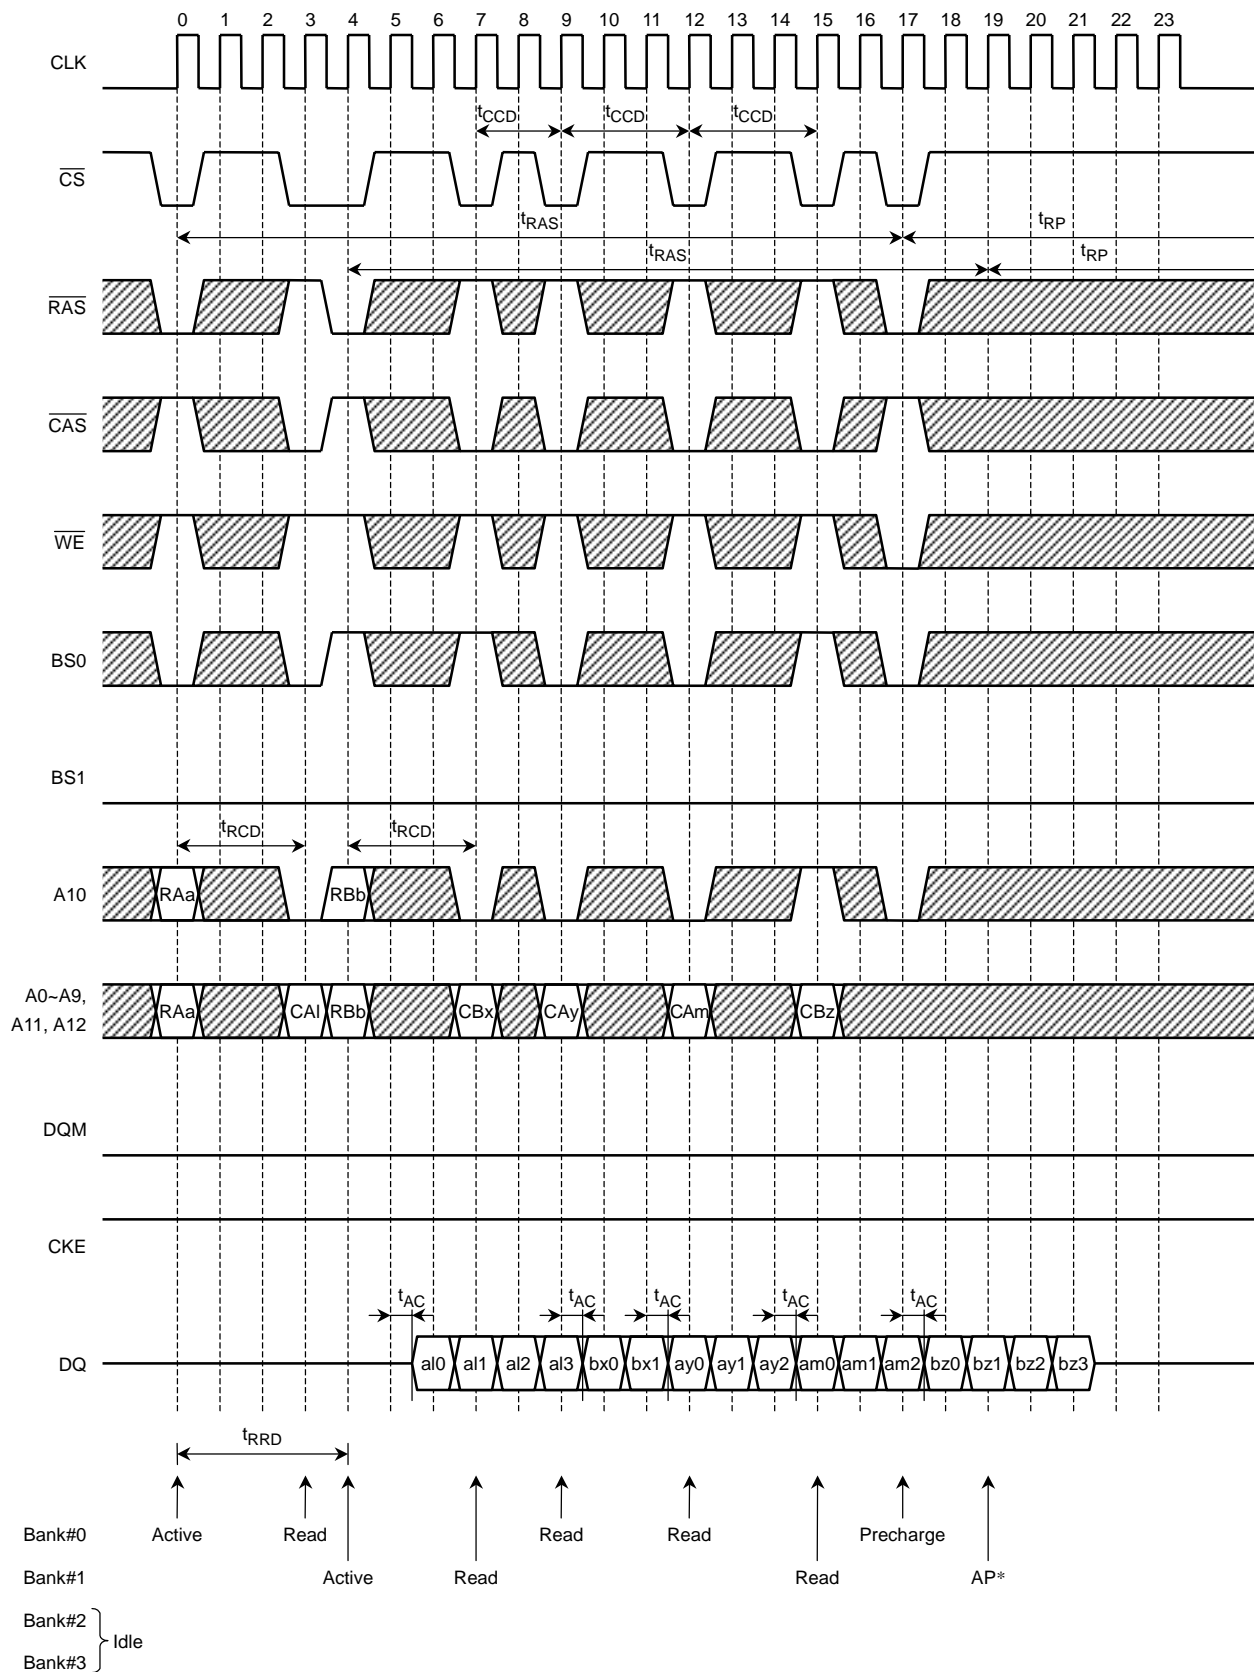 0 1 2 3 4 5 6 7 8 9 10 11 12 13 14 15 16 17 18 19 20 21 22 23
CLK
tCCD tCCD tCCD
CS
tRAS tRP
tRAS tRP
RAS
CAS
WE
BS0
BS1
tRCD tRCD
A10 RAa RBb
A0~A9,
A11, A12
RAa CAl RBb CBx CAy CAm CBz
DQM
CKE
tAC tAC tAC tAC tAC
DQ al0 al1 al2 al3 bx0 bx1 ay0 ay1 ay2 am0 am1 am2 bz0 bz1 bz2 bz3
tRRD
Bank#0 Active Read Read Read Precharge
Bank#1 Active Read Read AP*
Bank#2
Idle
Bank#3